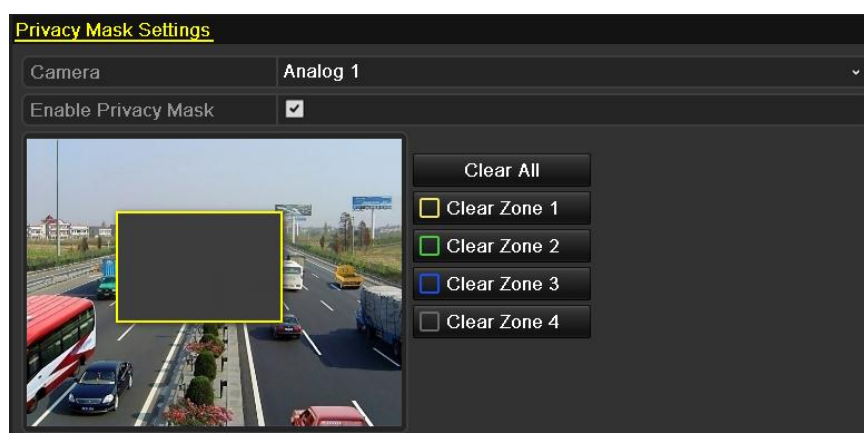 Privacy Mask Settings
Camera Analog 1
Enable Privacy Mask
Clear All
Clear Zone 1
Clear Zone 2
Clear Zone 3
Clear Zone 4